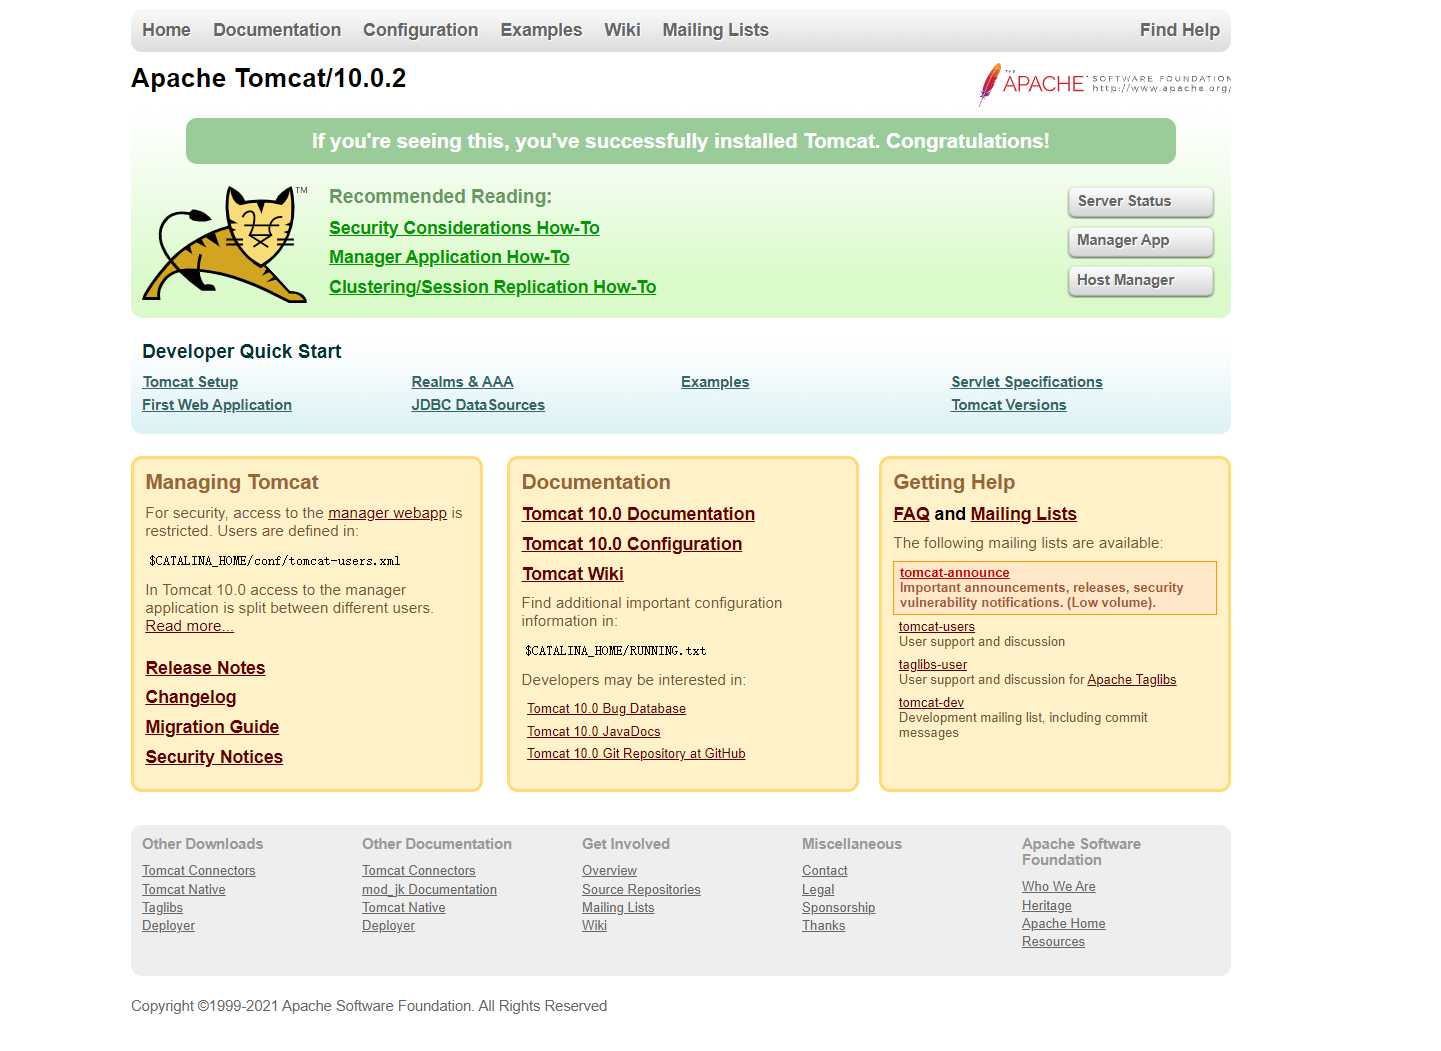 Home Documentation Configuration Examples Wiki Mailing Lists Find Help
Apache Tomcat/10.0.2
THE APACHE SOFTWARE FOUNDATION
http://www.apache.org/
If you're seeing this, you've successfully installed Tomcat. Congratulations!
TM
Recommended Reading:
Security Considerations How-To
Manager Application How-To
Clustering/Session Replication How-To
Server Status
Manager App
Host Manager
Developer Quick Start
Tomcat Setup
First Web Application
Realms & AAA
JDBC DataSources
Examples
Servlet Specifications
Tomcat Versions
Managing Tomcat
For security, access to the manager webapp is
restricted. Users are defined in:
$CATALINA_HOME/conf/tomcat-users.xml
In Tomcat 10.0 access to the manager
application is split between different users.
Read more...
Release Notes
Changelog
Migration Guide
Security Notices
Documentation
Tomcat 10.0 Documentation
Tomcat 10.0 Configuration
Tomcat Wiki
Find additional important configuration
information in:
$CATALINA_HOME/RUNNING.txt
Developers may be interested in:
Tomcat 10.0 Bug Database
Tomcat 10.0 JavaDocs
Tomcat 10.0 Git Repository at GitHub
Getting Help
FAQ and Mailing Lists
The following mailing lists are available:
tomcat-announce
Important announcements, releases, security
vulnerability notifications. (Low volume).
tomcat-users
User support and discussion
taglibs-user
User support and discussion for Apache Taglibs
tomcat-dev
Development mailing list, including commit
messages
Other Downloads
Tomcat Connectors
Tomcat Native
Taglibs
Deployer
Other Documentation
Tomcat Connectors
mod_jk Documentation
Tomcat Native
Deployer
Get Involved
Overview
Source Repositories
Mailing Lists
Wiki
Miscellaneous
Contact
Legal
Sponsorship
Thanks
Apache Software
Foundation
Who We Are
Heritage
Apache Home
Resources
Copyright ©1999-2021 Apache Software Foundation. All Rights Reserved